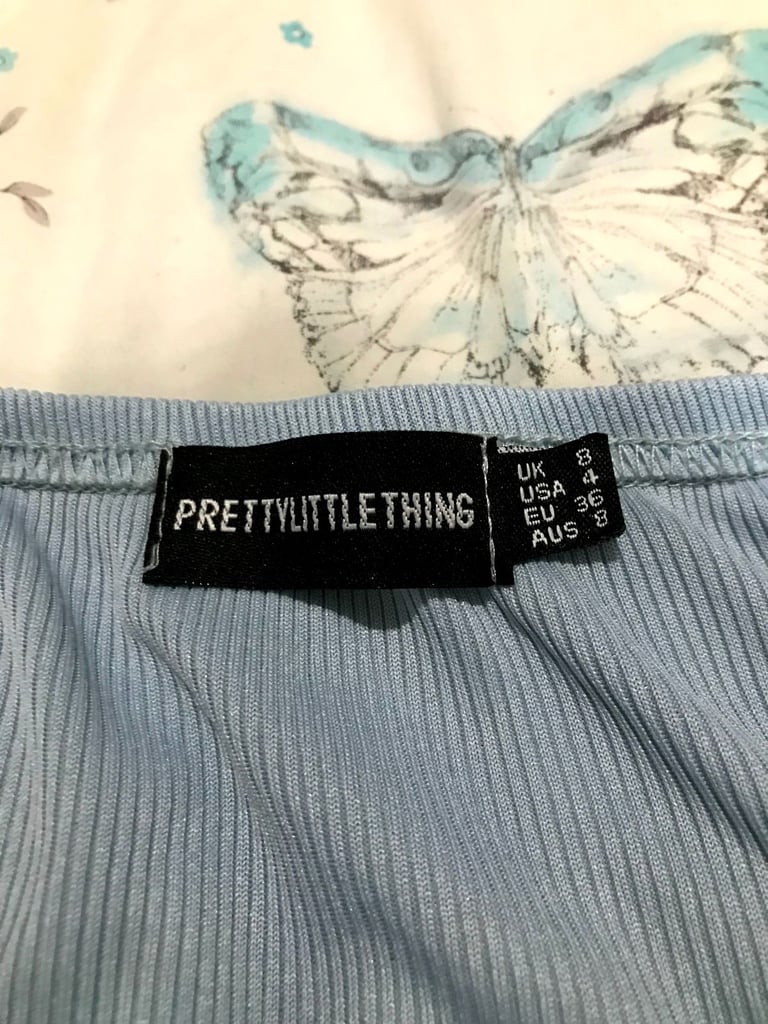 PRETTYLITTLETHING
UK 8
USA 4
EU 36
AUS 8